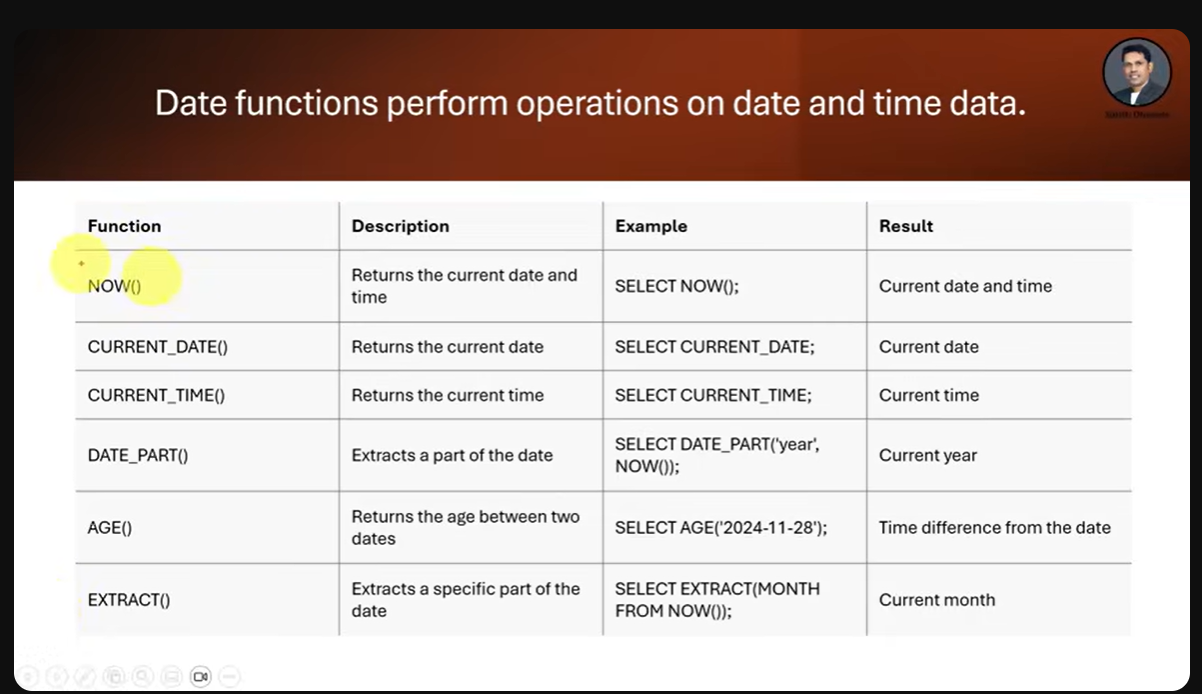 Date functions perform operations on date and time data.
Function
Description
Example
Result
NOW()
Returns the current date and
time
SELECT NOW();
Current date and time
CURRENT_DATE()
Returns the current date
SELECT CURRENT_DATE;
Current date
CURRENT_TIME()
Returns the current time
SELECT CURRENT_TIME;
Current time
DATE_PART()
Extracts a part of the date
SELECT DATE_PART('year',
NOW());
Current year
AGE()
Returns the age between two
dates
SELECT AGE('2024-11-28');
Time difference from the date
EXTRACT()
Extracts a specific part of the
date
SELECT EXTRACT(MONTH
FROM NOW());
Current month